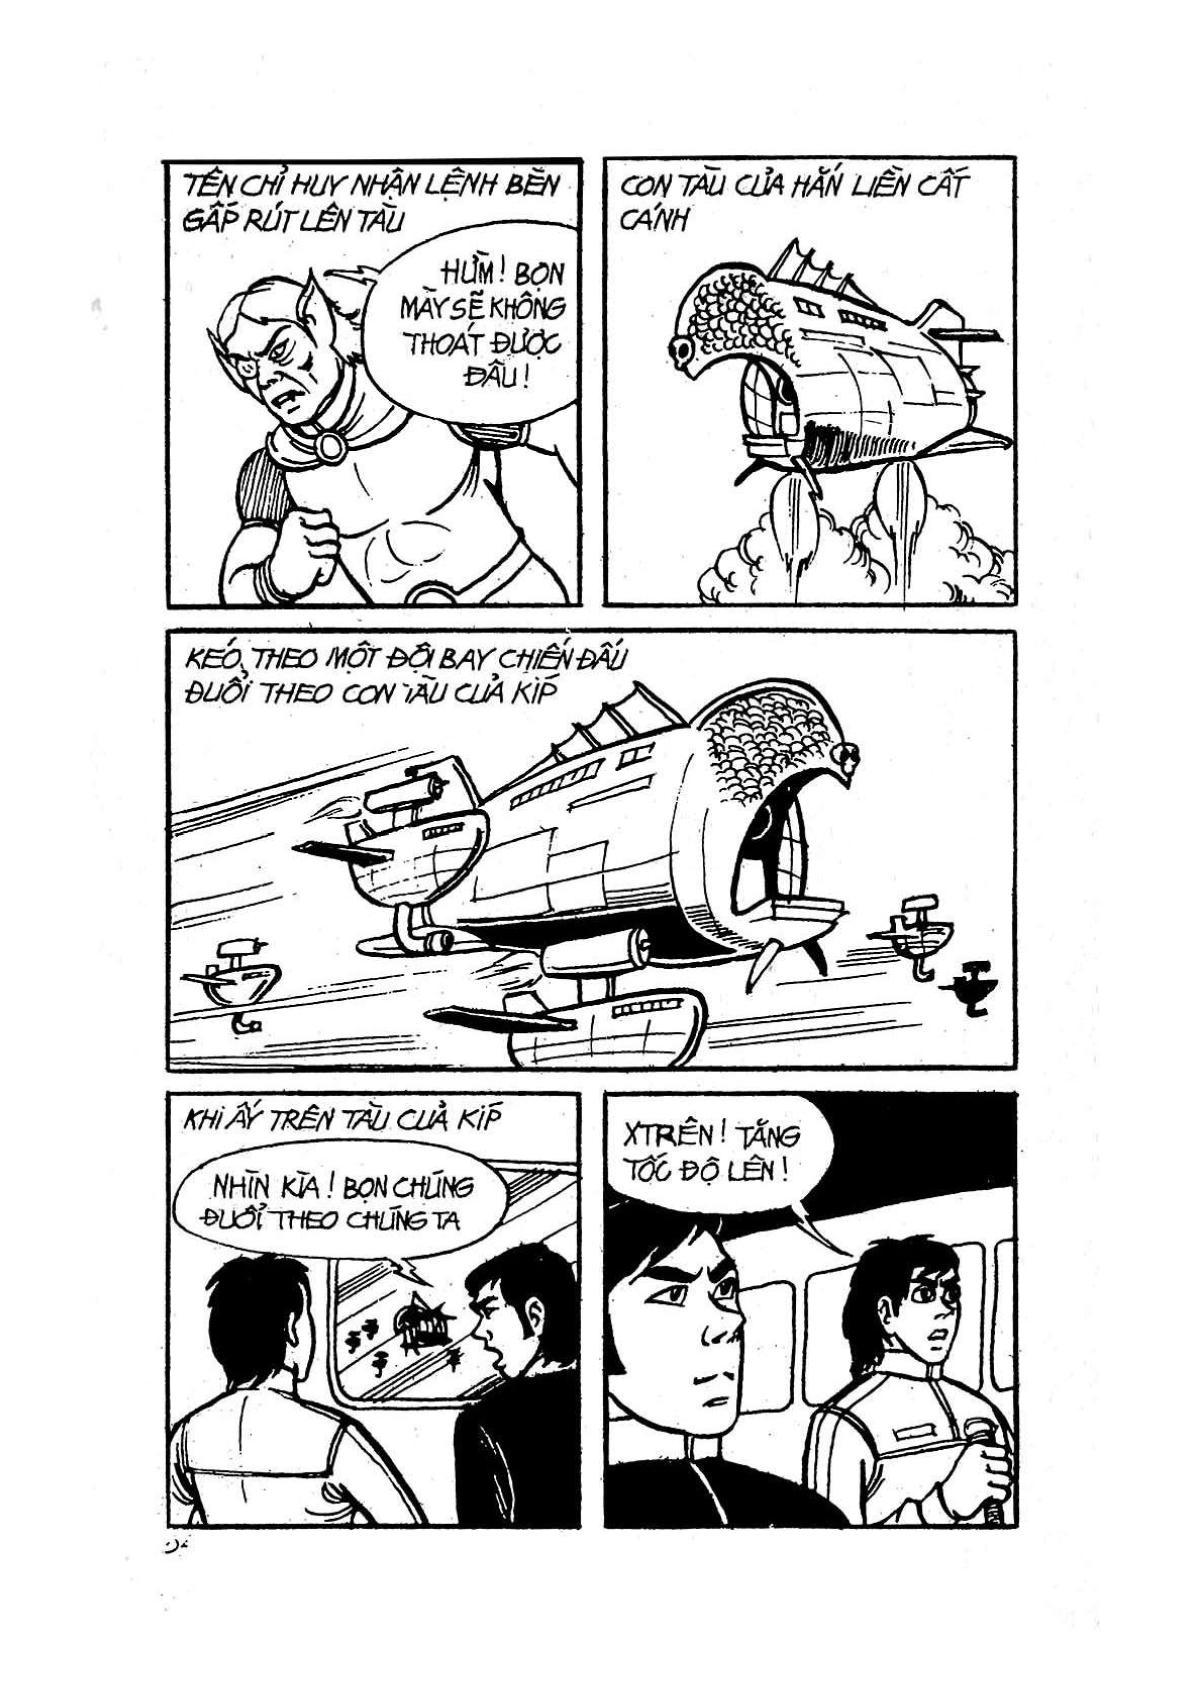 TÊN CHỈ HUY NHẬN LỆNH BÈN
GẤP RÚT LÊN TÀU
HỪM! BỌN
MÀY SẼ KHÔNG
THOÁT ĐƯỢC
ĐÂU!
CON TÀU CỦA HẮN LIỀN CẤT
CÁNH
KÉO THEO MỘT ĐỘI BAY CHIẾN ĐẤU
ĐUỔI THEO CON TÀU CỦA KÍP
KHI ẤY TRÊN TÀU CỦA KÍP
NHÌN KÌA! BỌN CHÚNG
ĐUỔI THEO CHÚNG TA
XTRÊN! TĂNG
TỐC ĐỘ LÊN!